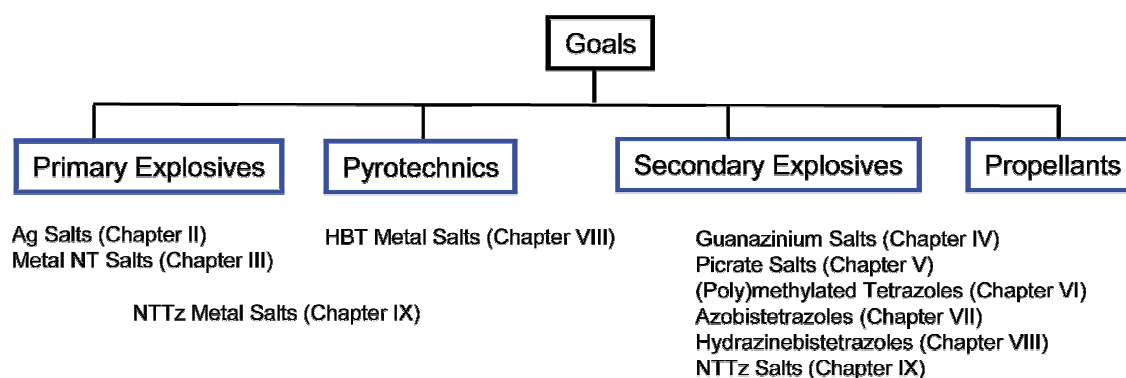 Goals
Primary Explosives
Pyrotechnics
Secondary Explosives
Propellants
Ag Salts (Chapter II)
Metal NT Salts (Chapter III)
NTTz Metal Salts (Chapter IX)
HBT Metal Salts (Chapter VIII)
Guanazinium Salts (Chapter IV)
Picrate Salts (Chapter V)
(Poly)methylated Tetrazoles (Chapter VI)
Azobistetrazoles (Chapter VII)
Hydrazinebistetrazoles (Chapter VIII)
NTTz Salts (Chapter IX)